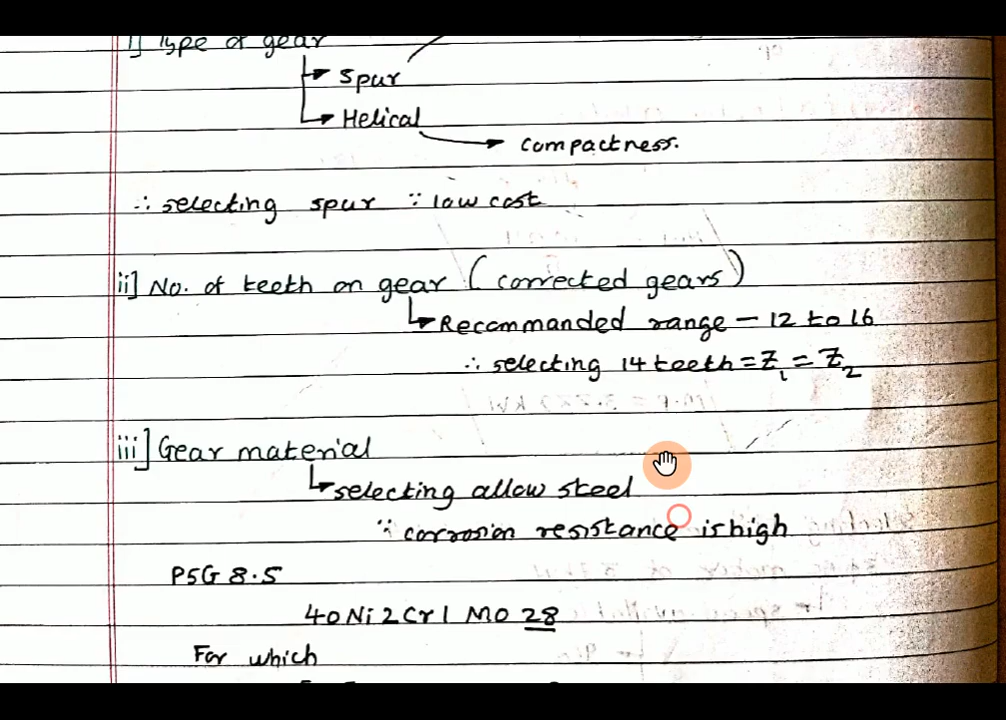 i] Type of gear
Spur
Helical
compactness.
∴ selecting spur ∵ low cost
ii] No. of teeth on gear (corrected gears)
Recommanded range - 12 to 16
∴ selecting 14 teeth = Z1 = Z2
iii] Gear material
selecting allow steel
∵ corrosion resistance is high
PSG 8.5
40 Ni 2 Cr 1 Mo 28
For which